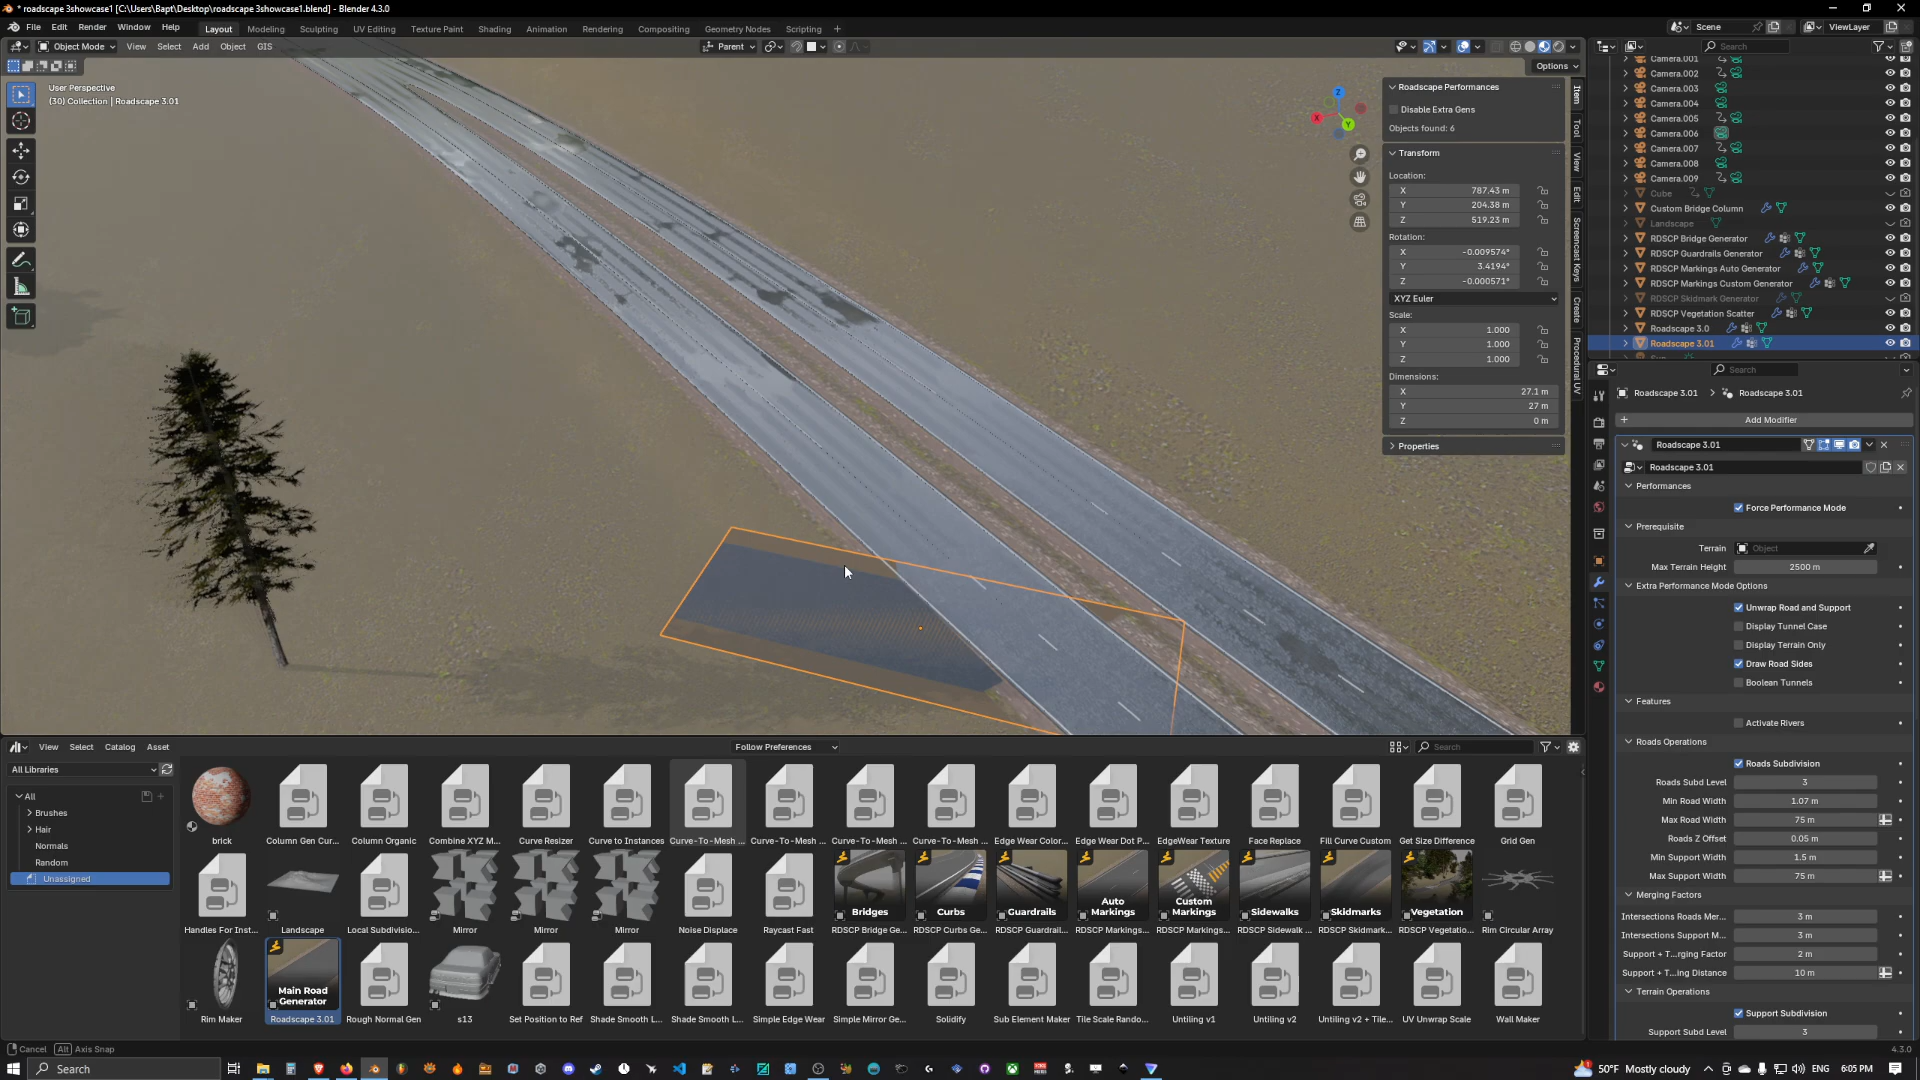 * roadscape 3showcase1 [C:\Users\Bapt\Desktop\roadscape 3showcase1.blend] - Blender 4.3.0
File Edit Render Window Help Layout Modeling Sculpting UV Editing Texture Paint Shading Animation Rendering Compositing Geometry Nodes Scripting + Scene ViewLayer
Object Mode View Select Add Object GIS Parent Search
Options
User Perspective
(30) Collection | Roadscape 3.01
Z
X
Y
Roadscape Performances
Disable Extra Gens
Objects found: 6
Transform
Location:
X 787.43 m
Y 204.38 m
Z 519.23 m
Rotation:
X -0.009574°
Y 3.4194°
Z -0.000571°
XYZ Euler
Scale:
X 1.000
Y 1.000
Z 1.000
Dimensions:
X 27.1 m
Y 27 m
Z 0 m
Properties
Item
Tool
View
Edit
Screencast Keys
Create
Procedural UV
Camera.001
Camera.002
Camera.003
Camera.004
Camera.005
Camera.006
Camera.007
Camera.008
Camera.009
Cube
Custom Bridge Column
Landscape
RDSCP Bridge Generator
RDSCP Guardrails Generator
RDSCP Markings Auto Generator
RDSCP Markings Custom Generator
RDSCP Skidmark Generator
RDSCP Vegetation Scatter
Roadscape 3.0
Roadscape 3.01
Search
Roadscape 3.01 > Roadscape 3.01
+ Add Modifier
Roadscape 3.01
Roadscape 3.01
Performances
Force Performance Mode
Prerequisite
Terrain Object
Max Terrain Height 2500 m
Extra Performance Mode Options
Unwrap Road and Support
Display Tunnel Case
Display Terrain Only
Draw Road Sides
Boolean Tunnels
Features
Activate Rivers
Roads Operations
Roads Subdivision
Roads Subd Level 3
Min Road Width 1.07 m
Max Road Width 75 m
Roads Z Offset 0.05 m
Min Support Width 1.5 m
Max Support Width 75 m
Merging Factors
Intersections Roads Mer... 3 m
Intersections Support M... 3 m
Support + T...rging Factor 2 m
Support + T...ing Distance 10 m
Terrain Operations
Support Subdivision
Support Subd Level 3
View Select Catalog Asset Follow Preferences Search
All Libraries
All
Brushes
Hair
Normals
Random
Unassigned
brick Column Gen Cur... Column Organic Combine XYZ M... Curve Resizer Curve to Instances Curve-To-Mesh ... Curve-To-Mesh ... Curve-To-Mesh ... Curve-To-Mesh ... Edge Wear Color... Edge Wear Dot P... EdgeWear Texture Face Replace Fill Curve Custom Get Size Difference Grid Gen
Bridges Curbs Guardrails Auto Markings Custom Markings Sidewalks Skidmarks Vegetation
Handles For Inst... Landscape Local Subdivisio... Mirror Mirror Mirror Noise Displace Raycast Fast RDSCP Bridge Ge... RDSCP Curbs Ge... RDSCP Guardrail... RDSCP Markings... RDSCP Markings... RDSCP Sidewalk ... RDSCP Skidmark... RDSCP Vegetatio... Rim Circular Array
Main Road Generator
Rim Maker Roadscape 3.01 Rough Normal Gen s13 Set Position to Ref Shade Smooth L... Shade Smooth L... Simple Edge Wear Simple Mirror Ge... Solidify Sub Element Maker Tile Scale Rando... Untiling v1 Untiling v2 Untiling v2 + Tile... UV Unwrap Scale Wall Maker
Cancel Alt Axis Snap 4.3.0
Search 50°F Mostly cloudy ENG 6:05 PM